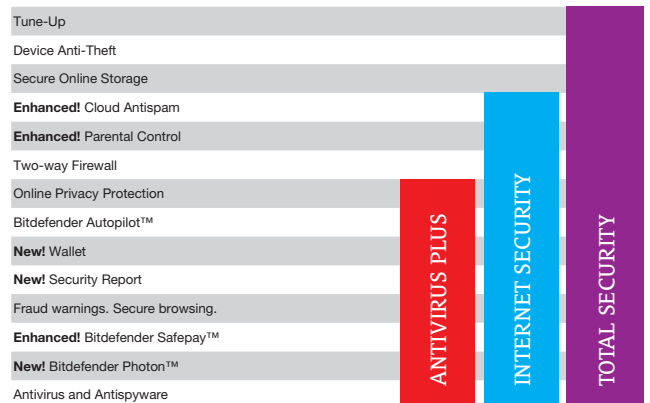 Tune-Up
Device Anti-Theft
Secure Online Storage
Enhanced! Cloud Antispam
Enhanced! Parental Control
Two-way Firewall
Online Privacy Protection
Bitdefender Autopilot™
New! Wallet
New! Security Report
Fraud warnings. Secure browsing.
Enhanced! Bitdefender Safepay™
New! Bitdefender Photon™
Antivirus and Antispyware
ANTIVIRUS PLUS
INTERNET SECURITY
TOTAL SECURITY